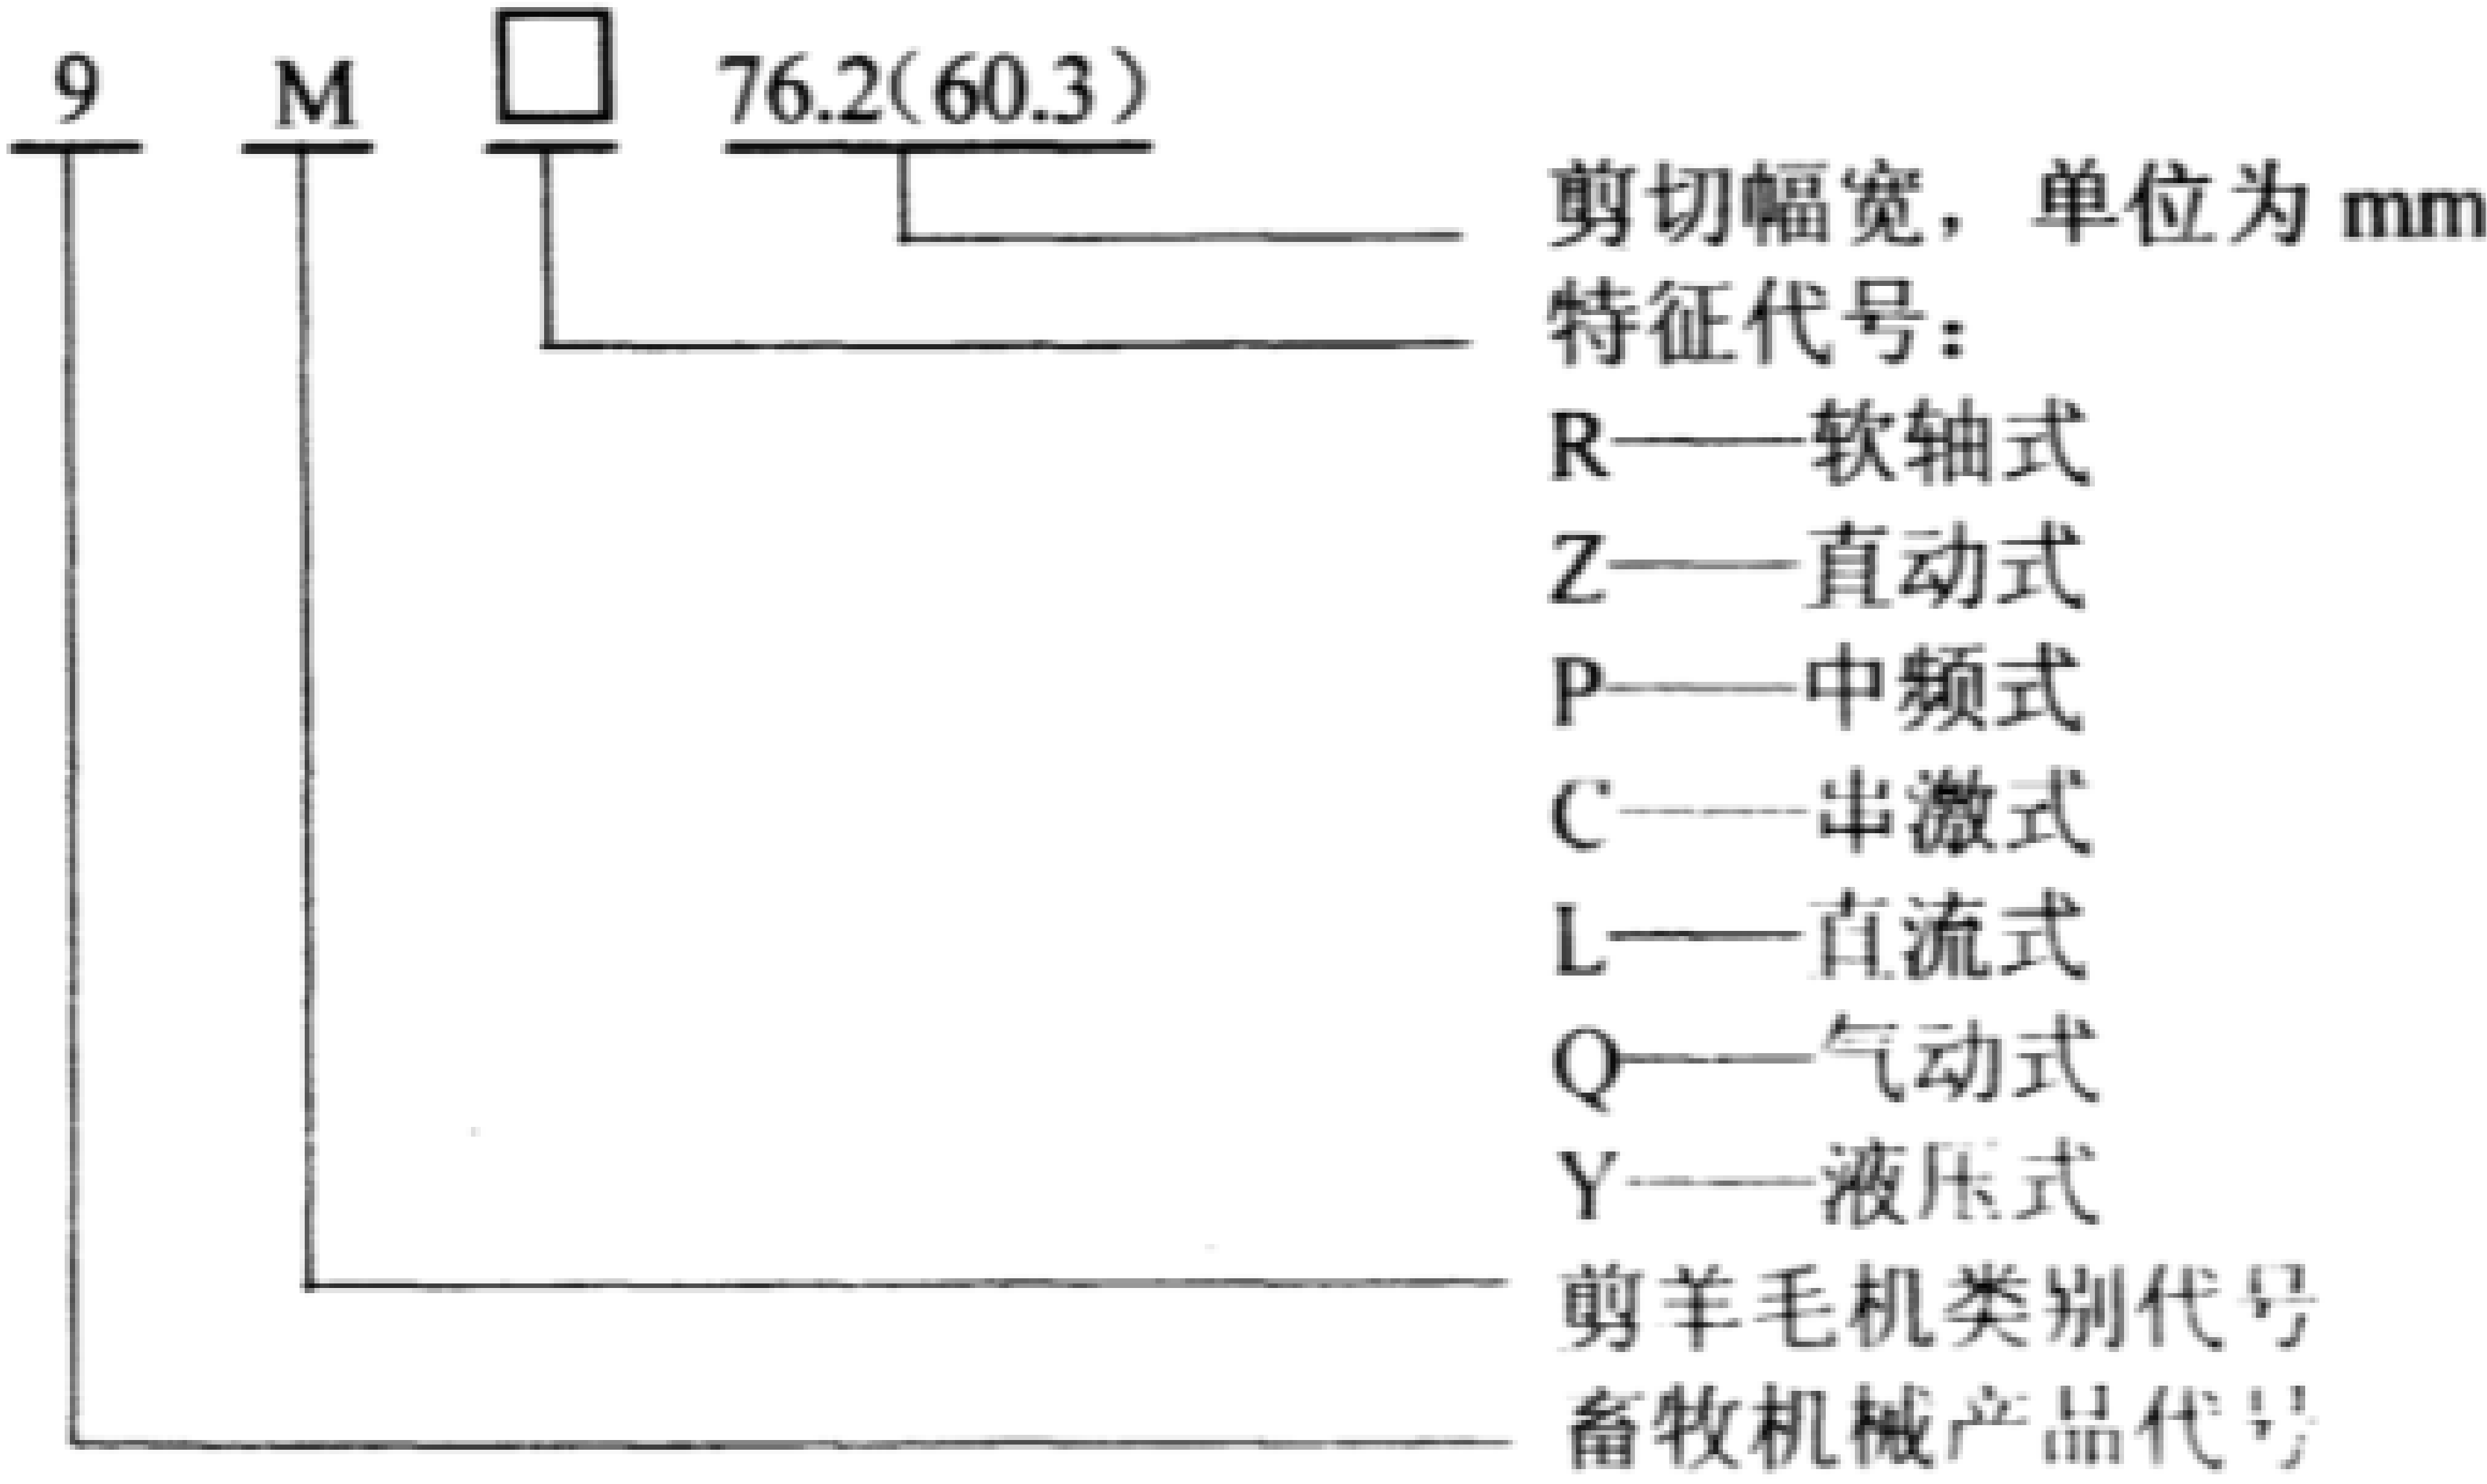 9 M □ 76.2(60.3)
剪切幅宽，单位为 mm
特征代号：
R——软轴式
Z——直动式
P——中频式
C——串激式
L——直流式
Q——气动式
Y——液压式
剪羊毛机类别代号
畜牧机械产品代号